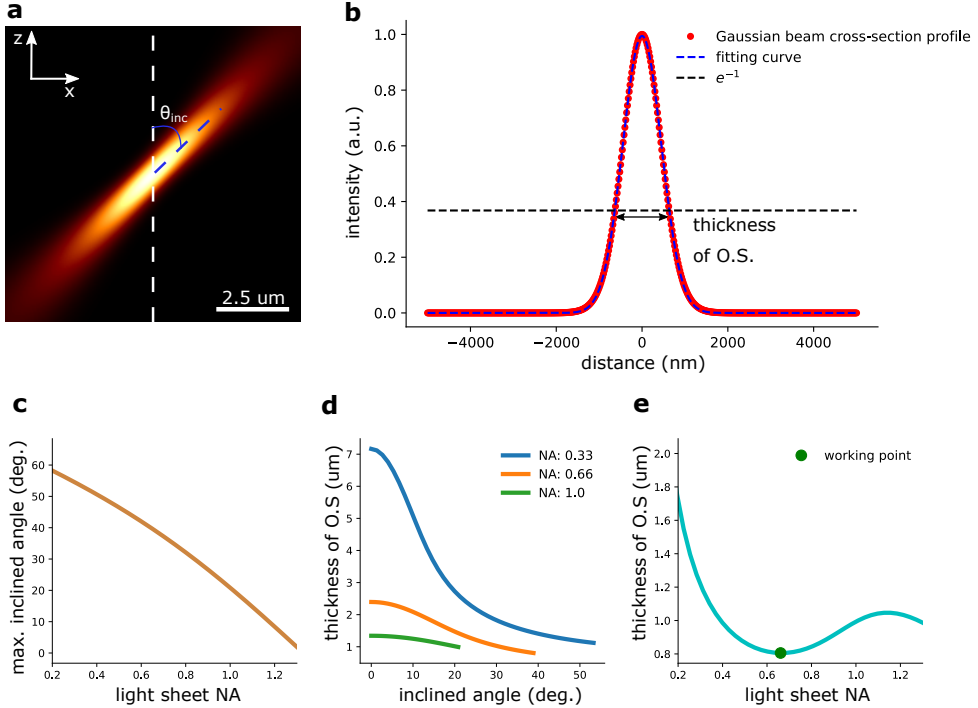 a
z
x
θinc
2.5 um
b
intensity (a.u.)
1.0
0.8
0.6
0.4
0.2
0.0
−4000 −2000 0 2000 4000
distance (nm)
Gaussian beam cross-section profile
fitting curve
e−1
thickness
of O.S.
c
max. inclined angle (deg.)
60
50
40
30
20
10
0
0.2 0.4 0.6 0.8 1.0 1.2
light sheet NA
d
thickness of O.S (um)
7
6
5
4
3
2
1
0 10 20 30 40 50
inclined angle (deg.)
NA: 0.33
NA: 0.66
NA: 1.0
e
thickness of O.S (um)
2.0
1.8
1.6
1.4
1.2
1.0
0.8
0.2 0.4 0.6 0.8 1.0 1.2
light sheet NA
working point